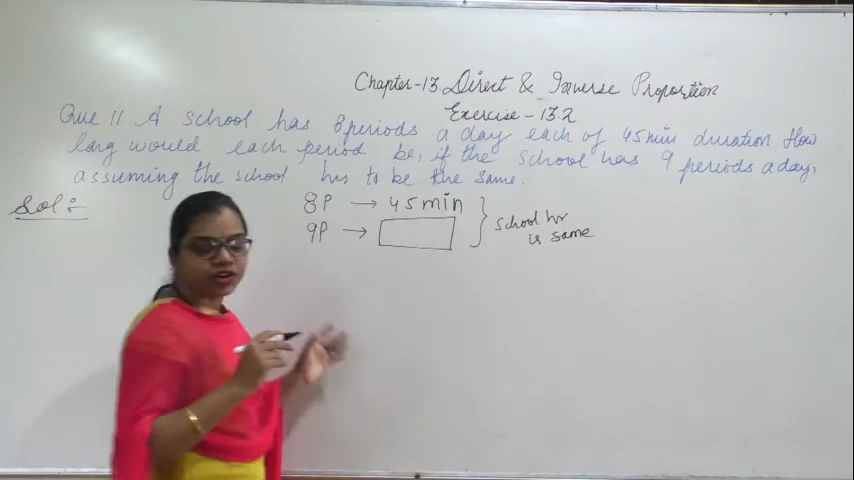 Chapter-13. Direct & Inverse Proportion
Exercise - 13.2
Que. 11. A school has 8 periods a day each of 45 min duration. How
long would each period be, if the school has 9 periods a day,
assuming the school hrs to be the same.
Sol:-
8P → 45 min
9P →
school hr
is same